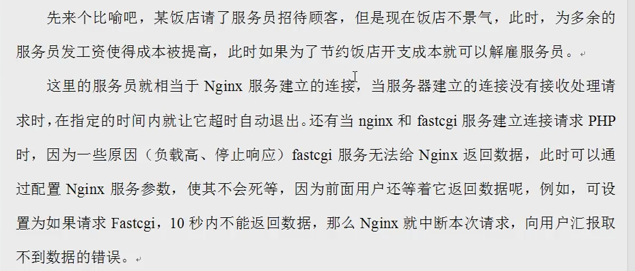 先来个比喻吧，某饭店请了服务员招待顾客，但是现在饭店不景气，此时，为多余的
服务员发工资使得成本被提高，此时如果为了节约饭店开支成本就可以解雇服务员。
这里的服务员就相当于 Nginx 服务建立的连接，当服务器建立的连接没有接收处理请
求时，在指定的时间内就让它超时自动退出。还有当 nginx 和 fastcgi 服务建立连接请求 PHP
时，因为一些原因（负载高、停止响应）fastcgi 服务无法给 Nginx 返回数据，此时可以通
过配置 Nginx 服务参数，使其不会死等，因为前面用户还等着它返回数据呢，例如，可设
置为如果请求 Fastcgi，10 秒内不能返回数据，那么 Nginx 就中断本次请求，向用户汇报取
不到数据的错误。